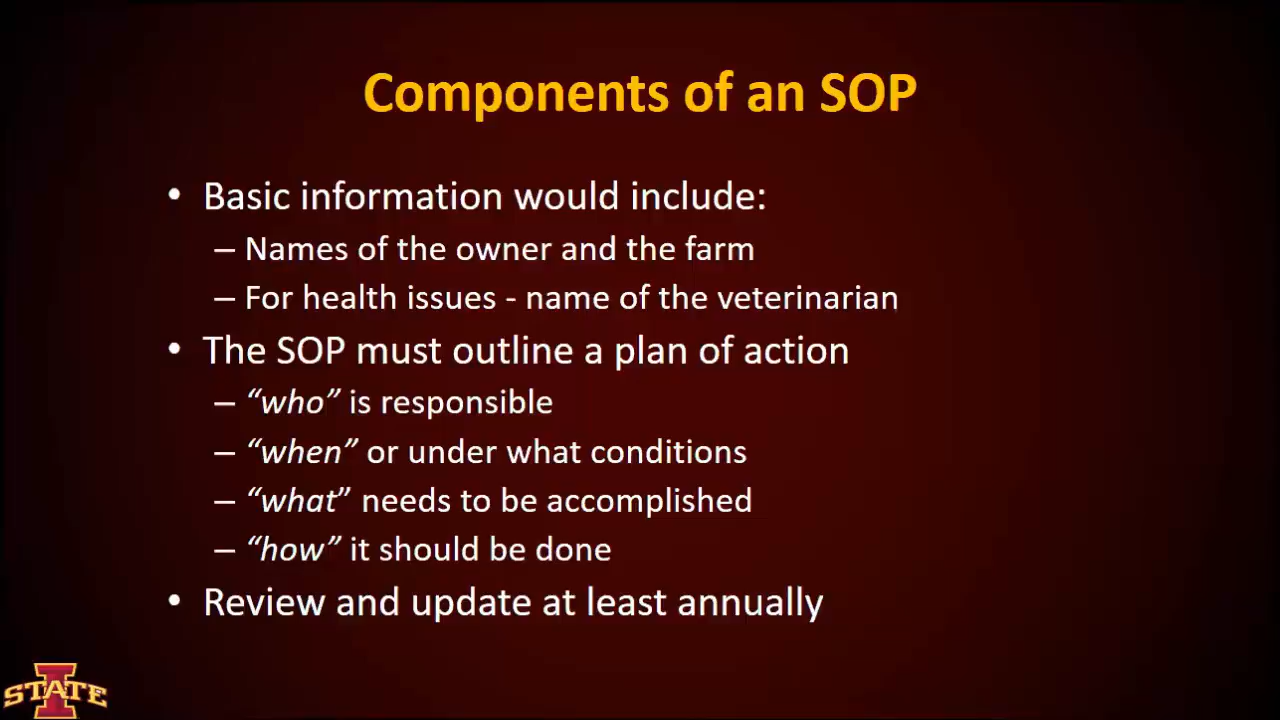 Components of an SOP
• Basic information would include:
– Names of the owner and the farm
– For health issues - name of the veterinarian
• The SOP must outline a plan of action
– “who” is responsible
– “when” or under what conditions
– “what” needs to be accomplished
– “how” it should be done
• Review and update at least annually
STATE